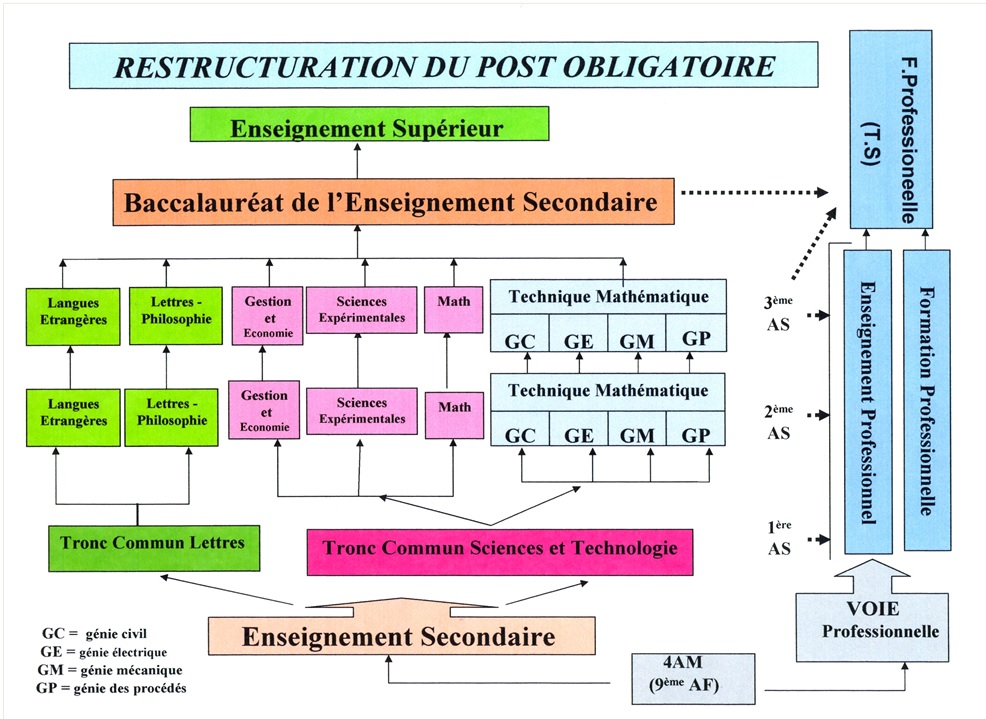 RESTRUCTURATION DU POST OBLIGATOIRE
F.Professioneelle
(T.S)
Enseignement Supérieur
Baccalauréat de l'Enseignement Secondaire
Langues
Etrangères
Lettres -
Philosophie
Gestion
et
Economie
Sciences
Expérimentales
Math
Technique Mathématique
GC
GE
GM
GP
3ème
AS
Langues
Etrangères
Lettres -
Philosophie
Gestion
et
Economie
Sciences
Expérimentales
Math
Technique Mathématique
GC
GE
GM
GP
2ème
AS
Enseignement Professionnel
Formation Professionnelle
Tronc Commun Lettres
Tronc Commun Sciences et Technologie
1ère
AS
Enseignement Secondaire
VOIE
Professionnelle
4AM
(9ème AF)
GC = génie civil
GE = génie électrique
GM = génie mécanique
GP = génie des procédés